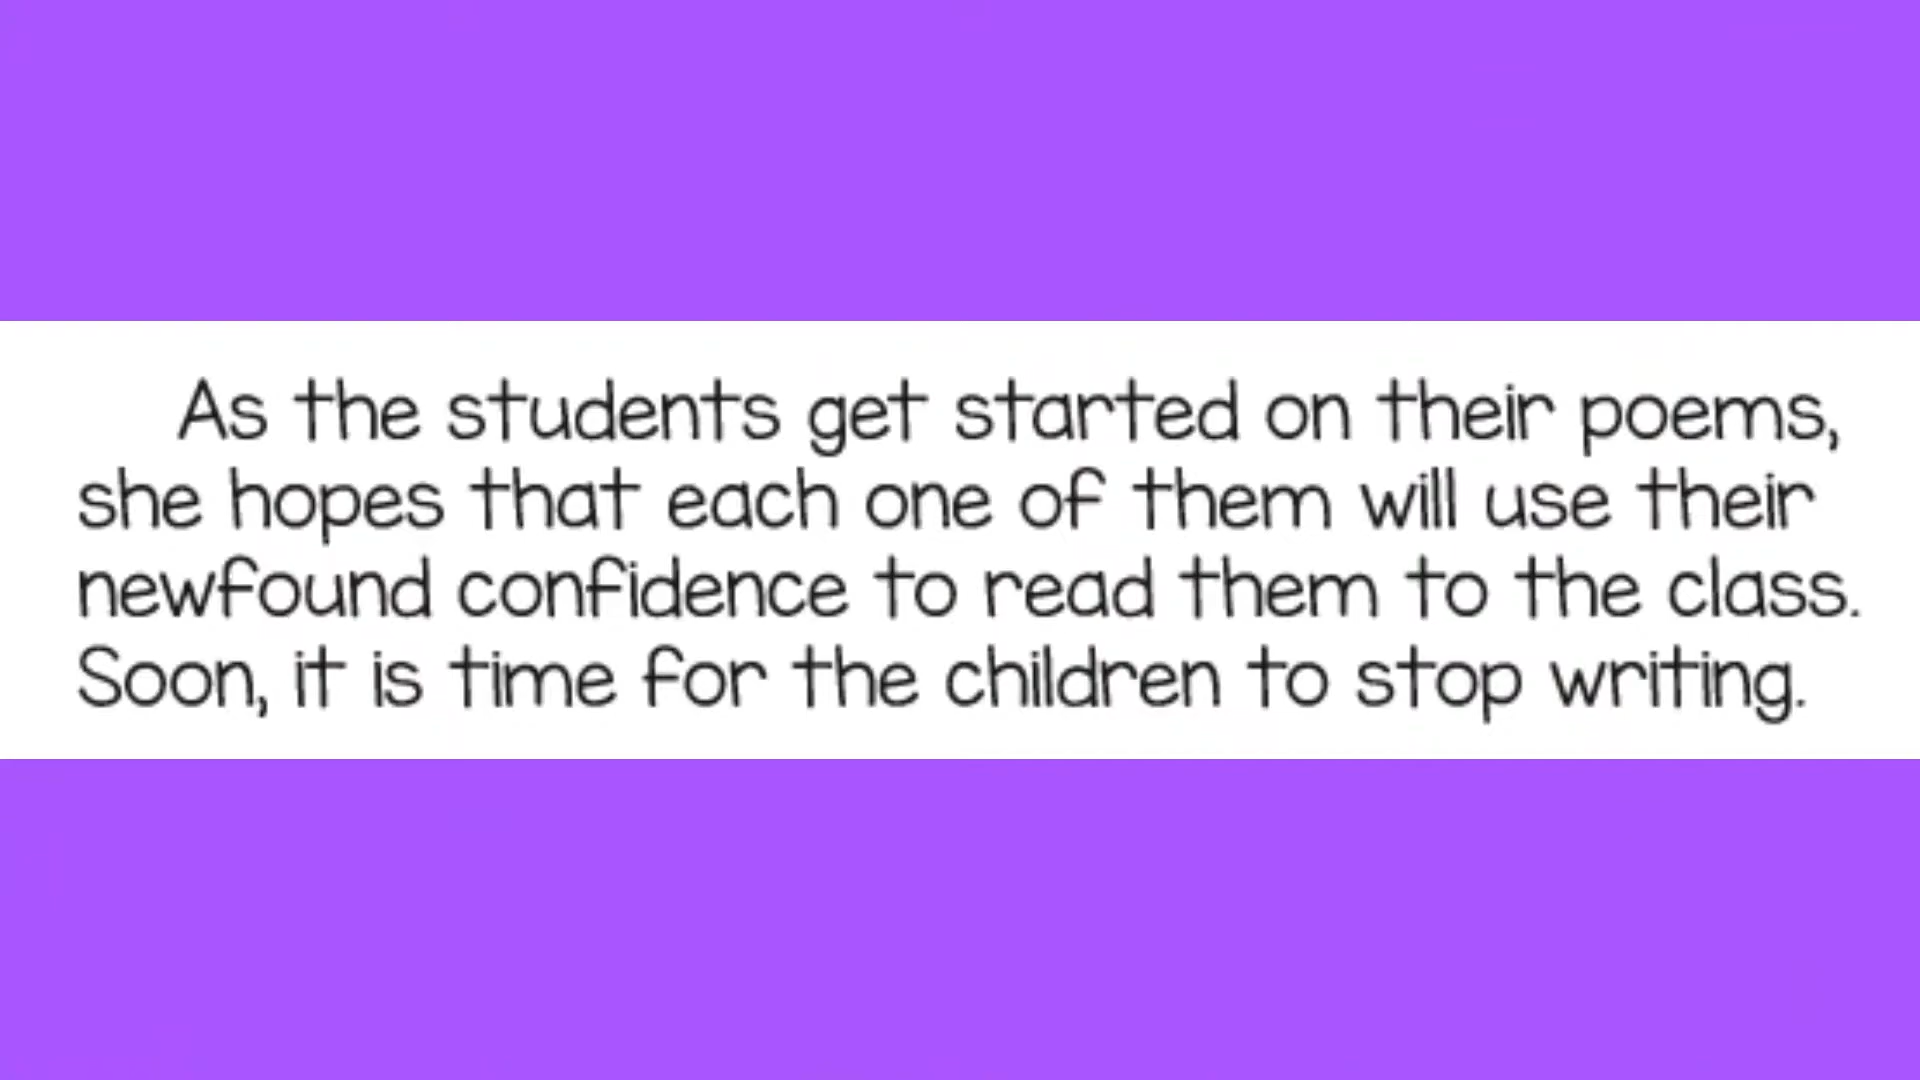 As the students get started on their poems,
she hopes that each one of them will use their
newfound confidence to read them to the class.
Soon, it is time for the children to stop writing.